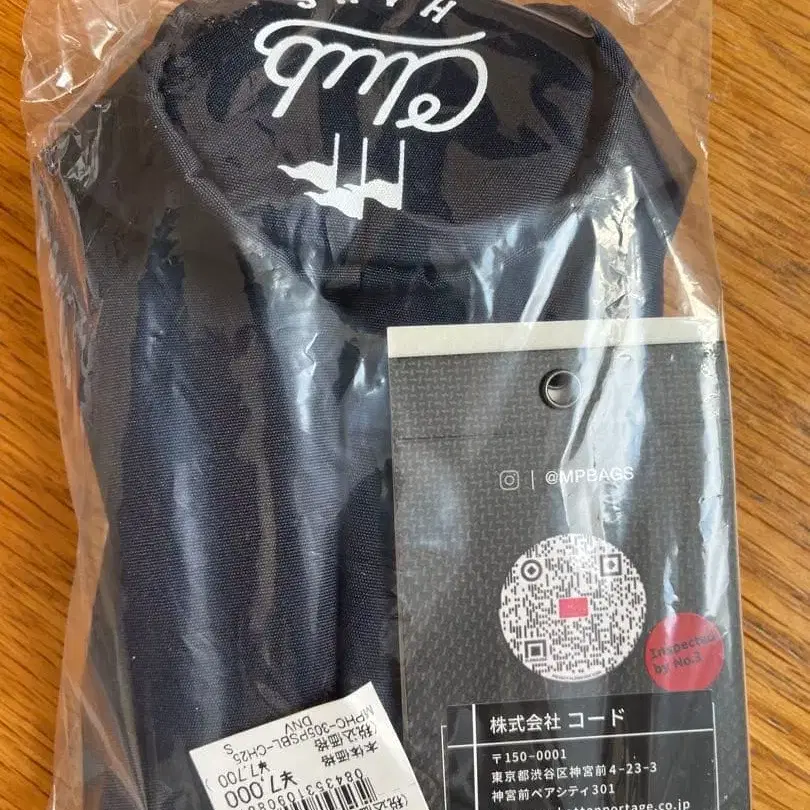 HAUS
Club
@MPBAGS
Inspected
by No.3
株式会社 コード
〒150-0001
東京都渋谷区神宮前4-23-3
神宮前ペアシティ301
MPHC-305PSBL-CH25
DNV
S
本体価格
¥7,000
(税込価格
¥7,700)